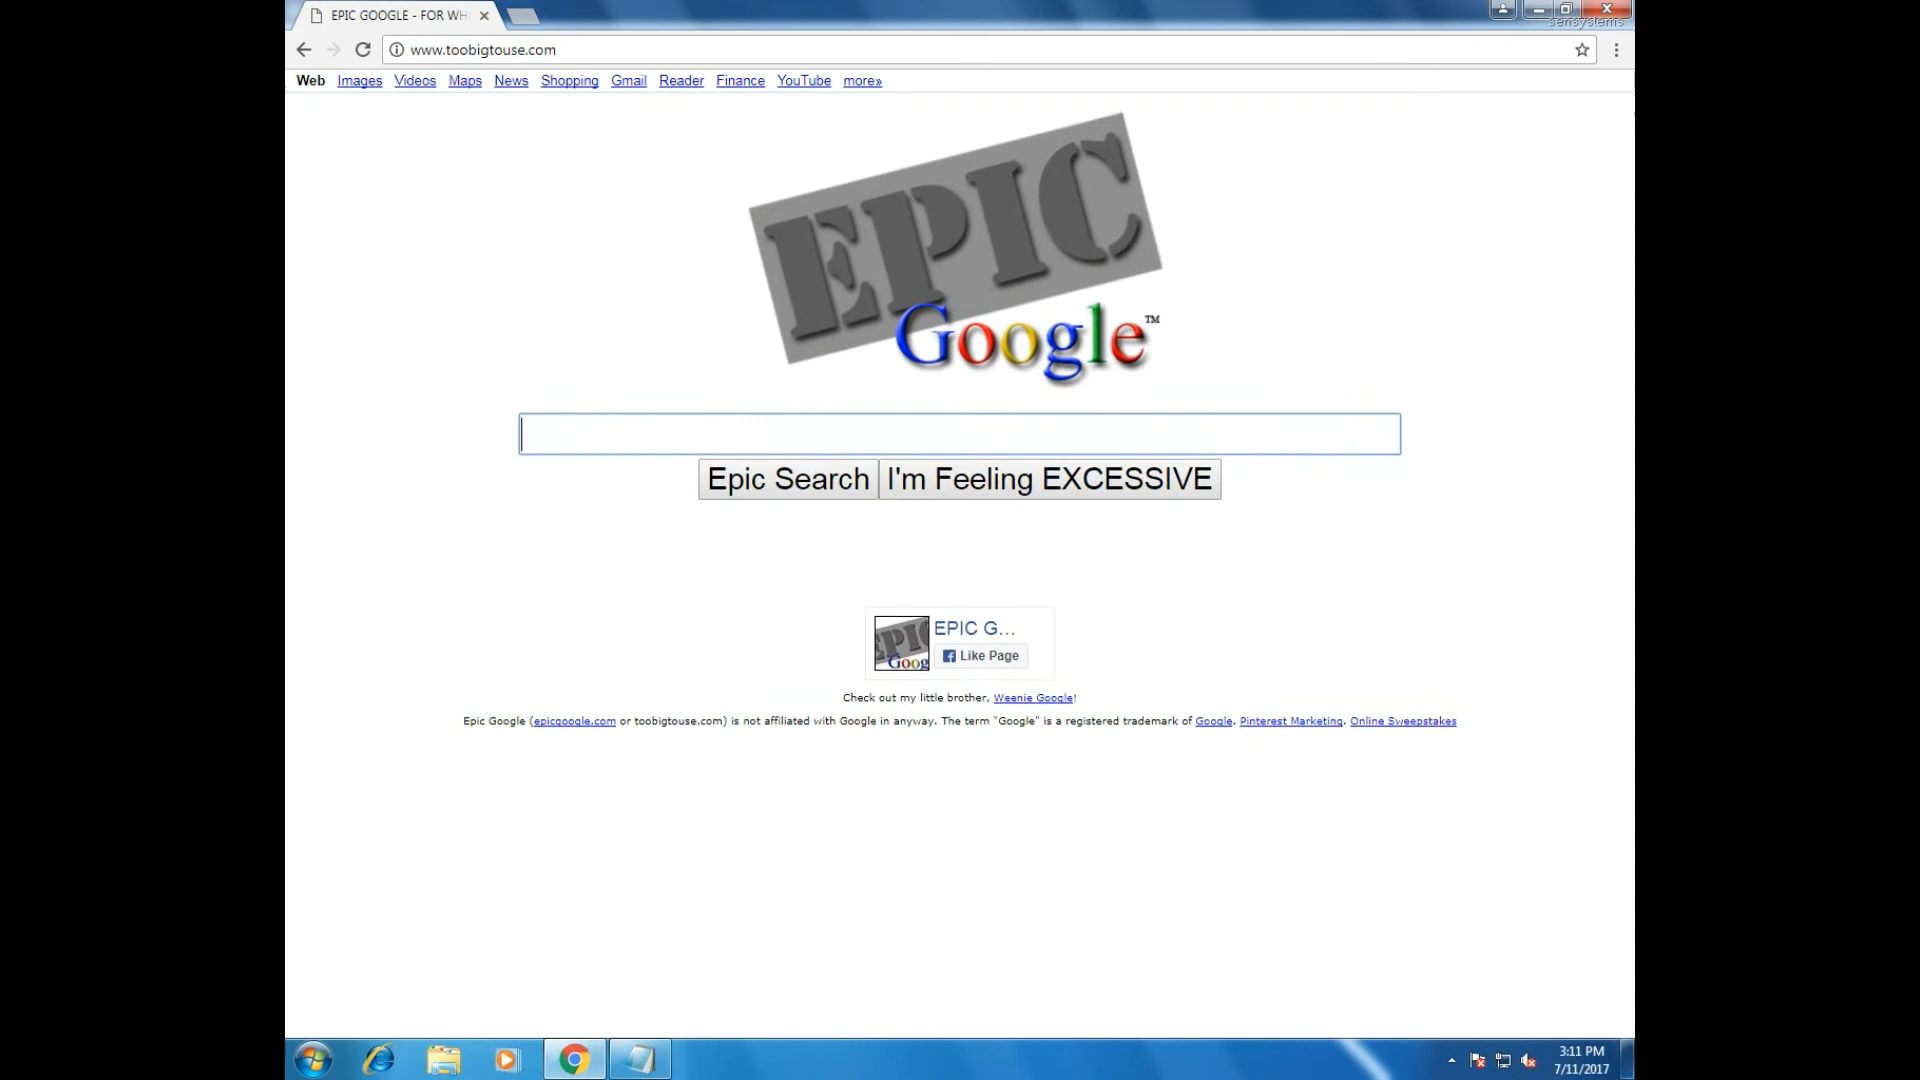 EPIC GOOGLE - FOR WH
sensystems
www.toobigtouse.com
Web Images Videos Maps News Shopping Gmail Reader Finance YouTube more»
EPIC
Google™
Epic Search I'm Feeling EXCESSIVE
EPIC G...
Like Page
EPIC
Goog
Check out my little brother, Weenie Google!
Epic Google (epicgoogle.com or toobigtouse.com) is not affiliated with Google in anyway. The term "Google" is a registered trademark of Google. Pinterest Marketing. Online Sweepstakes
3:11 PM
7/11/2017